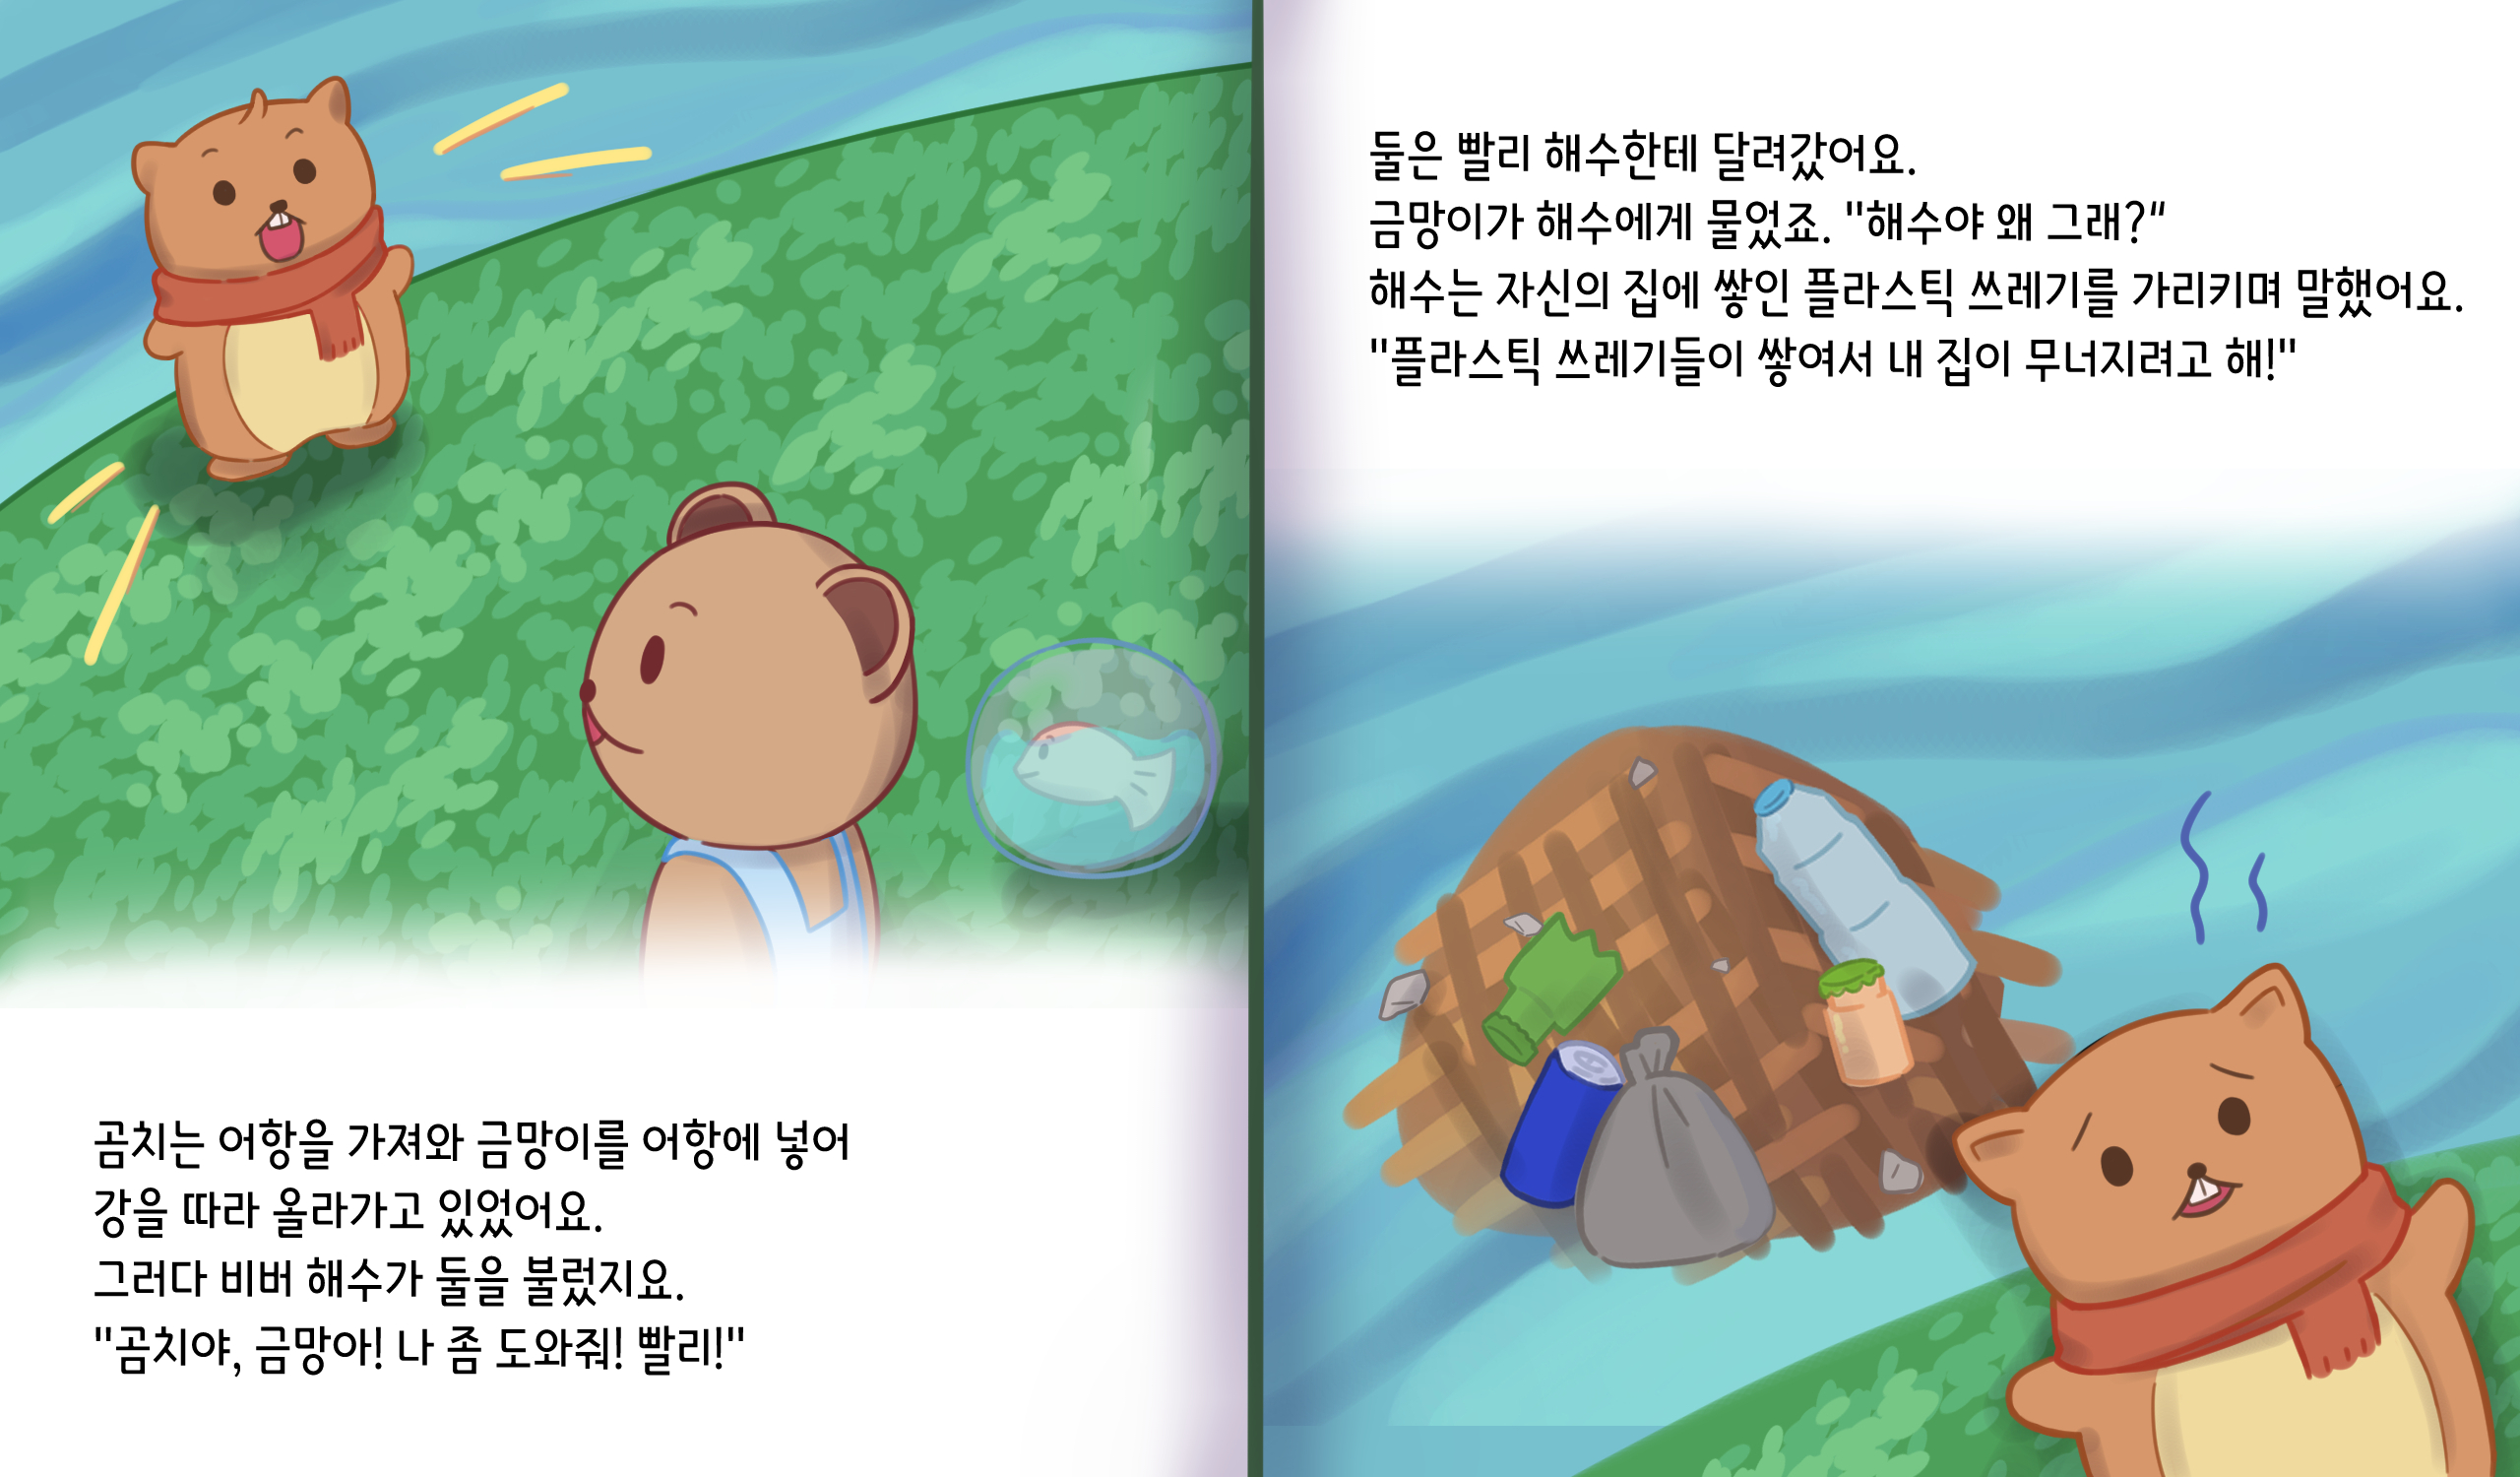 곰치는 어항을 가져와 금망이를 어항에 넣어
강을 따라 올라가고 있었어요.
그러다 비버 해수가 둘을 불렀지요.
"곰치야, 금망아! 나 좀 도와줘! 빨리!"
둘은 빨리 해수한테 달려갔어요.
금망이가 해수에게 물었죠. "해수야 왜 그래?"
해수는 자신의 집에 쌓인 플라스틱 쓰레기를 가리키며 말했어요.
"플라스틱 쓰레기들이 쌓여서 내 집이 무너지려고 해!"